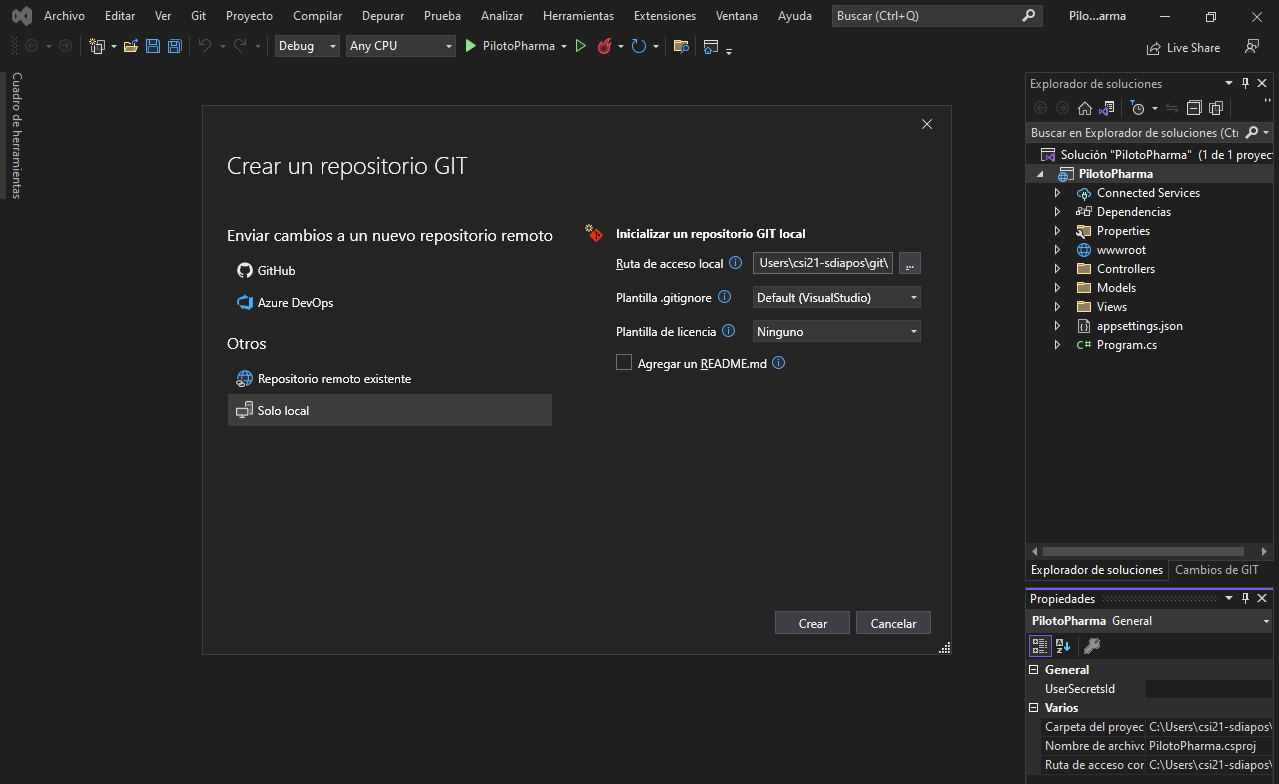 Archivo Editar Ver Git Proyecto Compilar Depurar Prueba Analizar Herramientas Extensiones Ventana Ayuda Buscar (Ctrl+Q) Pilo...arma
Debug Any CPU PilotoPharma Live Share
Cuadro de herramientas
Crear un repositorio GIT
Enviar cambios a un nuevo repositorio remoto
GitHub
Azure DevOps
Otros
Repositorio remoto existente
Solo local
Inicializar un repositorio GIT local
Ruta de acceso local Users\csi21-sdiapos\git\ ...
Plantilla .gitignore Default (VisualStudio)
Plantilla de licencia Ninguno
Agregar un README.md
Crear Cancelar
Explorador de soluciones
Buscar en Explorador de soluciones (Ctr
Solución "PilotoPharma" (1 de 1 proyect
PilotoPharma
Connected Services
Dependencias
Properties
wwwroot
Controllers
Models
Views
appsettings.json
C# Program.cs
Explorador de soluciones Cambios de GIT
Propiedades
PilotoPharma General
General
UserSecretsId
Varios
Carpeta del proyec C:\Users\csi21-sdiapos\
Nombre de archivo PilotoPharma.csproj
Ruta de acceso cor C:\Users\csi21-sdiapos\